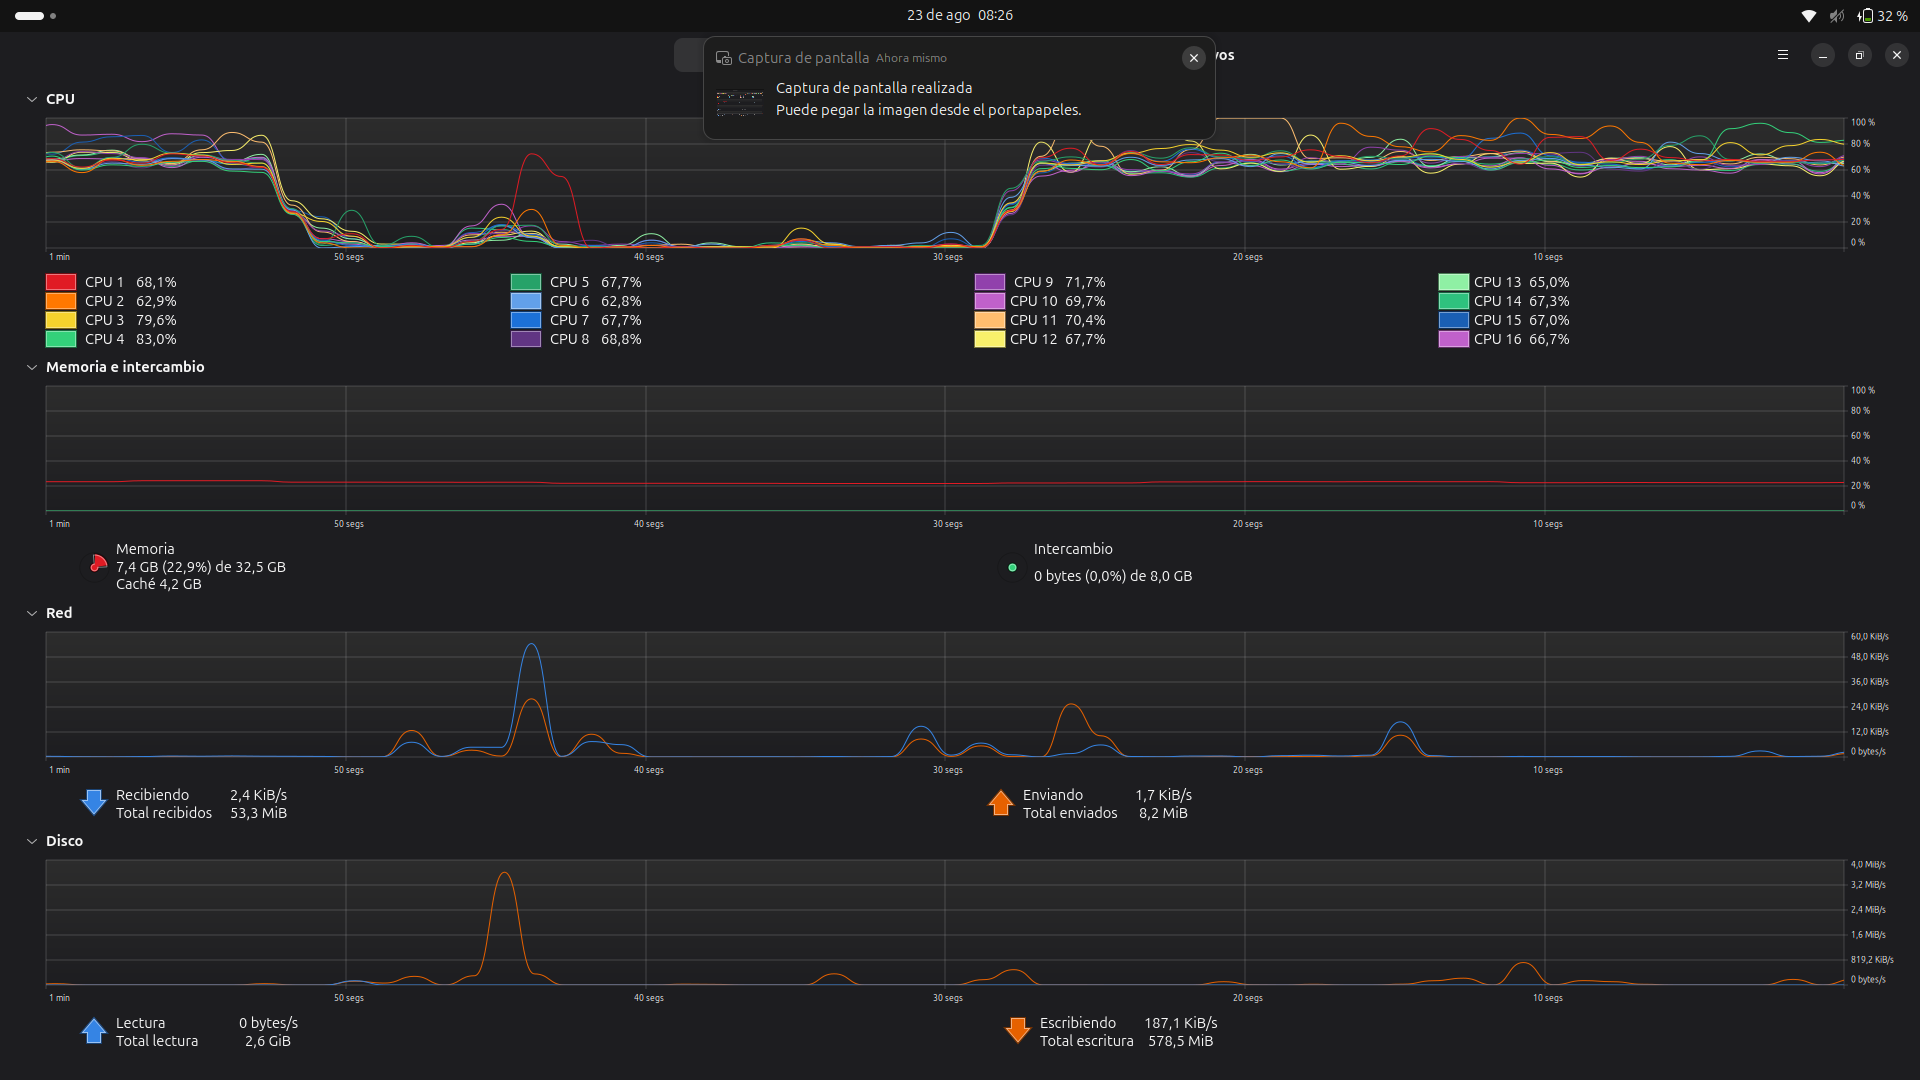 23 de ago 08:26
32 %
Captura de pantalla Ahora mismo
Captura de pantalla realizada
Puede pegar la imagen desde el portapapeles.
vos
CPU
100 %
80 %
60 %
40 %
20 %
0 %
1 min 50 segs 40 segs 30 segs 20 segs 10 segs
CPU 1 68,1% CPU 5 67,7% CPU 9 71,7% CPU 13 65,0%
CPU 2 62,9% CPU 6 62,8% CPU 10 69,7% CPU 14 67,3%
CPU 3 79,6% CPU 7 67,7% CPU 11 70,4% CPU 15 67,0%
CPU 4 83,0% CPU 8 68,8% CPU 12 67,7% CPU 16 66,7%
Memoria e intercambio
100 %
80 %
60 %
40 %
20 %
0 %
1 min 50 segs 40 segs 30 segs 20 segs 10 segs
Memoria
7,4 GB (22,9%) de 32,5 GB
Caché 4,2 GB
Intercambio
0 bytes (0,0%) de 8,0 GB
Red
60,0 KiB/s
48,0 KiB/s
36,0 KiB/s
24,0 KiB/s
12,0 KiB/s
0 bytes/s
1 min 50 segs 40 segs 30 segs 20 segs 10 segs
Recibiendo 2,4 KiB/s
Total recibidos 53,3 MiB
Enviando 1,7 KiB/s
Total enviados 8,2 MiB
Disco
4,0 MiB/s
3,2 MiB/s
2,4 MiB/s
1,6 MiB/s
819,2 KiB/s
0 bytes/s
1 min 50 segs 40 segs 30 segs 20 segs 10 segs
Lectura 0 bytes/s
Total lectura 2,6 GiB
Escribiendo 187,1 KiB/s
Total escritura 578,5 MiB